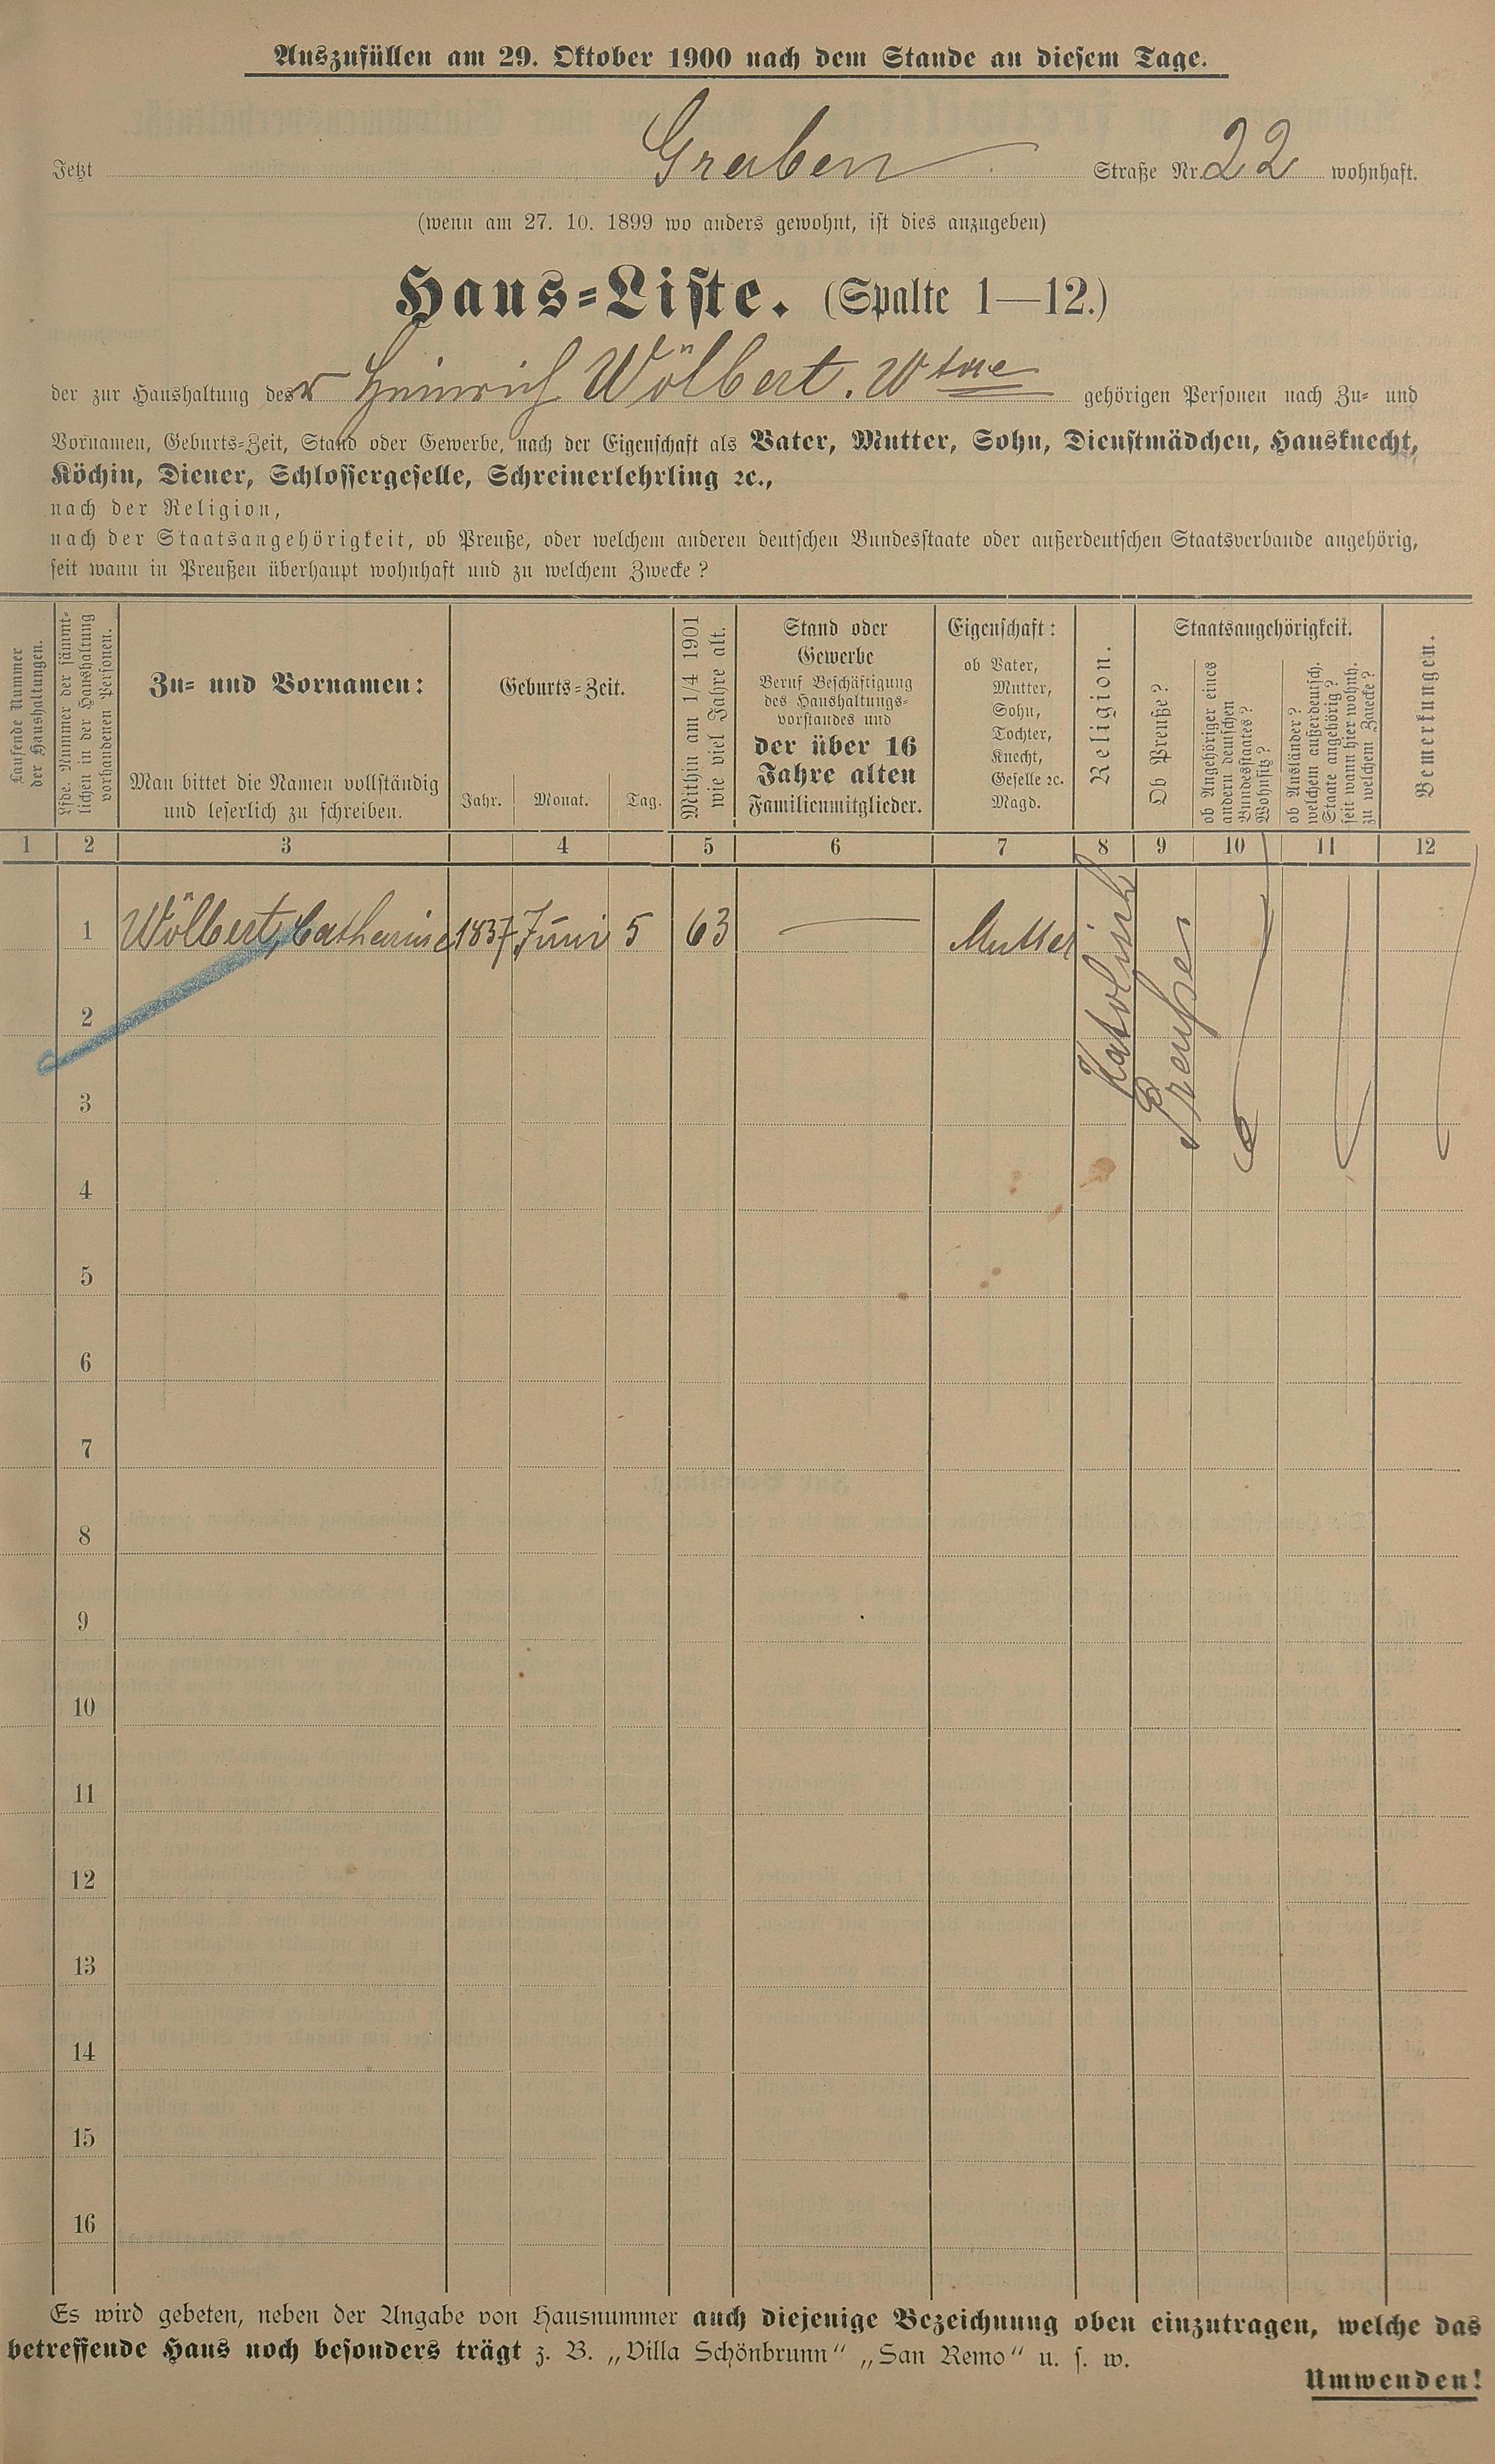 Auszufüllen am 29. Oktober 1900 nach dem Stande an diesem Tage.
Jetzt Graben Straße Nr. 22 wohnhaft.
(wenn am 27. 10. 1899 wo anders gewohnt, ist dies anzugeben)
Haus-Liste. (Spalte 1—12.)
der zur Haushaltung des r Heinrich Wölbert. Wtwe gehörigen Personen nach Zu- und
Vornamen, Geburts-Zeit, Stand oder Gewerbe, nach der Eigenschaft als Vater, Mutter, Sohn, Dienstmädchen, Hausknecht,
Köchin, Diener, Schlossergeselle, Schreinerlehrling ꝛc.,
nach der Religion,
nach der Staatsangehörigkeit, ob Preuße, oder welchem anderen deutschen Bundesstaate oder außerdeutschen Staatsverbande angehörig,
seit wann in Preußen überhaupt wohnhaft und zu welchem Zwecke?
Laufende Nummer
der Haushaltungen.
Lfde. Nummer der sämmt-
lichen in der Haushaltung
vorhandenen Personen.
Zu- und Vornamen:
Man bittet die Namen vollständig
und leserlich zu schreiben.
Geburts-Zeit.
Jahr. Monat. Tag.
Mithin am 1/4 1901
wie viel Jahre alt.
Stand oder
Gewerbe
Beruf Beschäftigung
des Haushaltungs-
vorstandes und
der über 16
Jahre alten
Familienmitglieder.
Eigenschaft:
ob Vater,
Mutter,
Sohn,
Tochter,
Knecht,
Geselle ꝛc.
Magd.
Religion.
Staatsangehörigkeit.
Ob Preuße?
ob Angehöriger eines
andern deutschen
Bundesstaates?
Wohnsitz?
ob Ausländer?
welchem außerdeutsch.
Staate angehörig?
seit wann hier wohnh.
zu welchem Zwecke?
Bemerkungen.
1 2 3 4 5 6 7 8 9 10 11 12
1 Wölbert, Catharina 1837 Juni 5 63 — Mutter Katolisch Preußen
2
3
4
5
6
7
8
9
10
11
12
13
14
15
16
Es wird gebeten, neben der Angabe von Hausnummer auch diejenige Bezeichnung oben einzutragen, welche das
betreffende Haus noch besonders trägt z. B. „Villa Schönbrunn“ „San Remo“ u. s. w.
Umwenden!